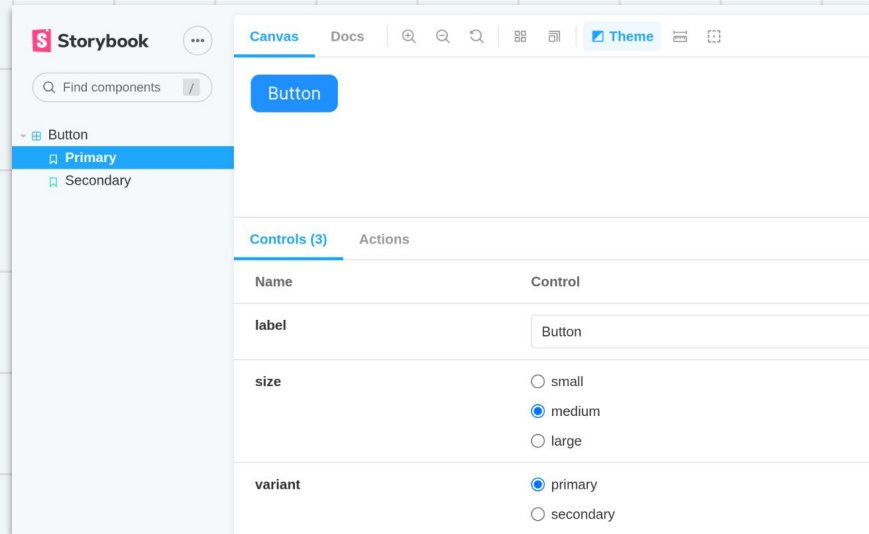 Storybook
Find components /
Button
Primary
Secondary
Canvas Docs Theme
Button
Controls (3) Actions
Name Control
label Button
size small
medium
large
variant primary
secondary